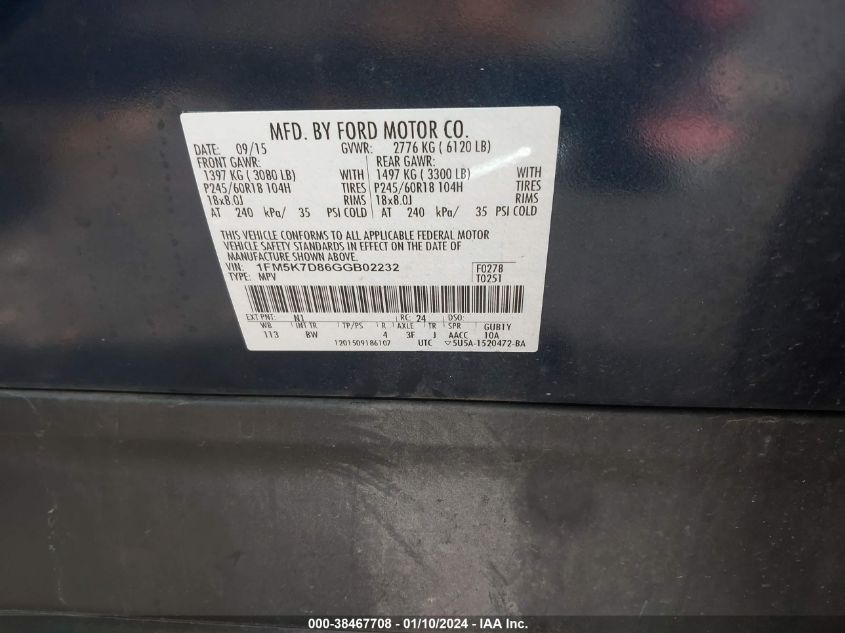 MFD. BY FORD MOTOR CO.
DATE: 09/15 GVWR: 2776 KG ( 6120 LB)
FRONT GAWR: REAR GAWR:
1397 KG ( 3080 LB) WITH 1497 KG ( 3300 LB) WITH
P245/60R18 104H TIRES P245/60R18 104H TIRES
18x8.0J RIMS 18x8.0J RIMS
AT 240 kPa/ 35 PSI COLD AT 240 kPa/ 35 PSI COLD
THIS VEHICLE CONFORMS TO ALL APPLICABLE FEDERAL MOTOR
VEHICLE SAFETY STANDARDS IN EFFECT ON THE DATE OF
MANUFACTURE SHOWN ABOVE.
VIN: 1FM5K7D86GGB02232 F0278
TYPE: MPV T0251
EXT PNT: N1 RC: 24 DSO:
WB INT TR TP/PS R AXLE TR SPR GUBTY
113 BW 4 3F J AACC 10A
1201509186107 UTC ▽5U5A-1520472-BA
000-38467708 - 01/10/2024 - IAA Inc.